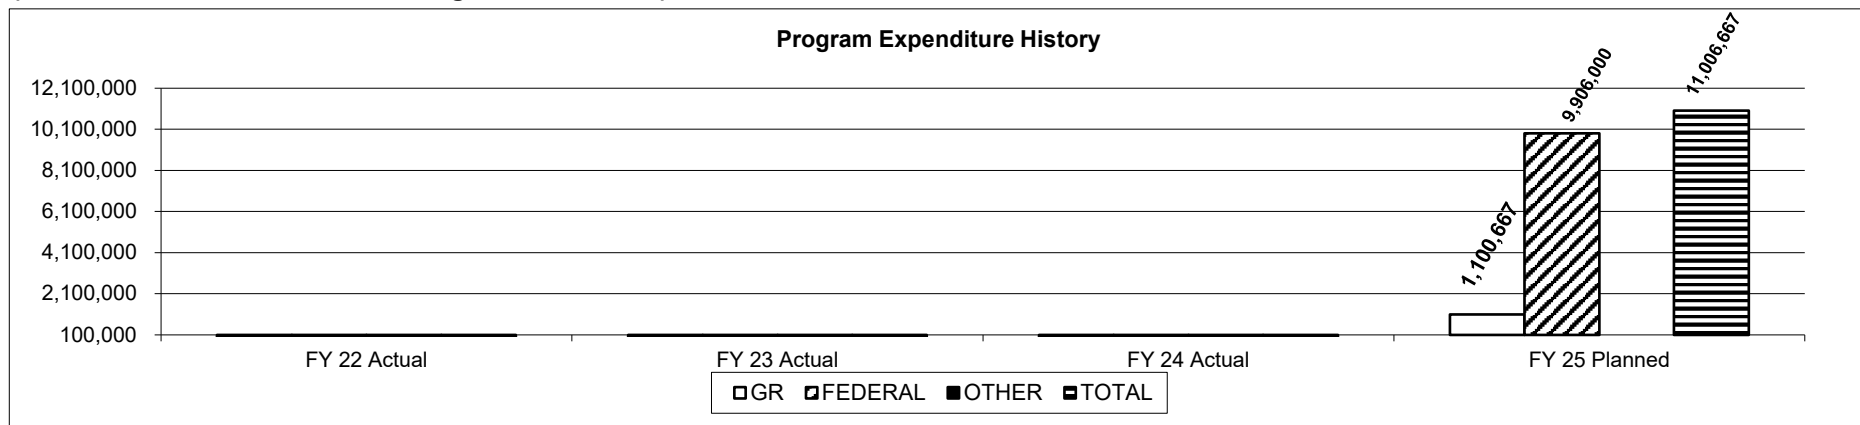 Program Expenditure History
12,100,000
10,100,000
8,100,000
6,100,000
4,100,000
2,100,000
100,000
1,100,667
9,906,000
11,006,667
FY 22 Actual
FY 23 Actual
FY 24 Actual
FY 25 Planned
GR FEDERAL OTHER TOTAL